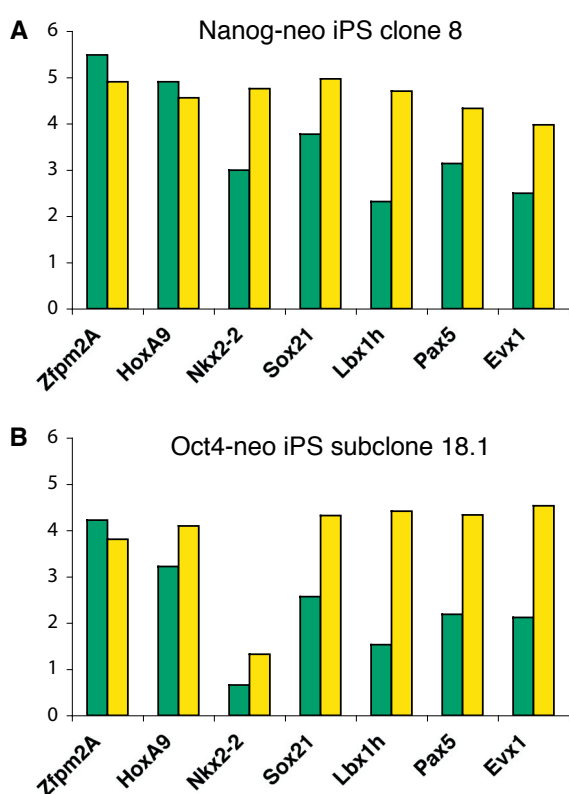 A
Nanog-neo iPS clone 8
6
5
4
3
2
1
0
Zfpm2A
HoxA9
Nkx2-2
Sox21
Lbx1h
Pax5
Evx1
B
Oct4-neo iPS subclone 18.1
6
5
4
3
2
1
0
Zfpm2A
HoxA9
Nkx2-2
Sox21
Lbx1h
Pax5
Evx1